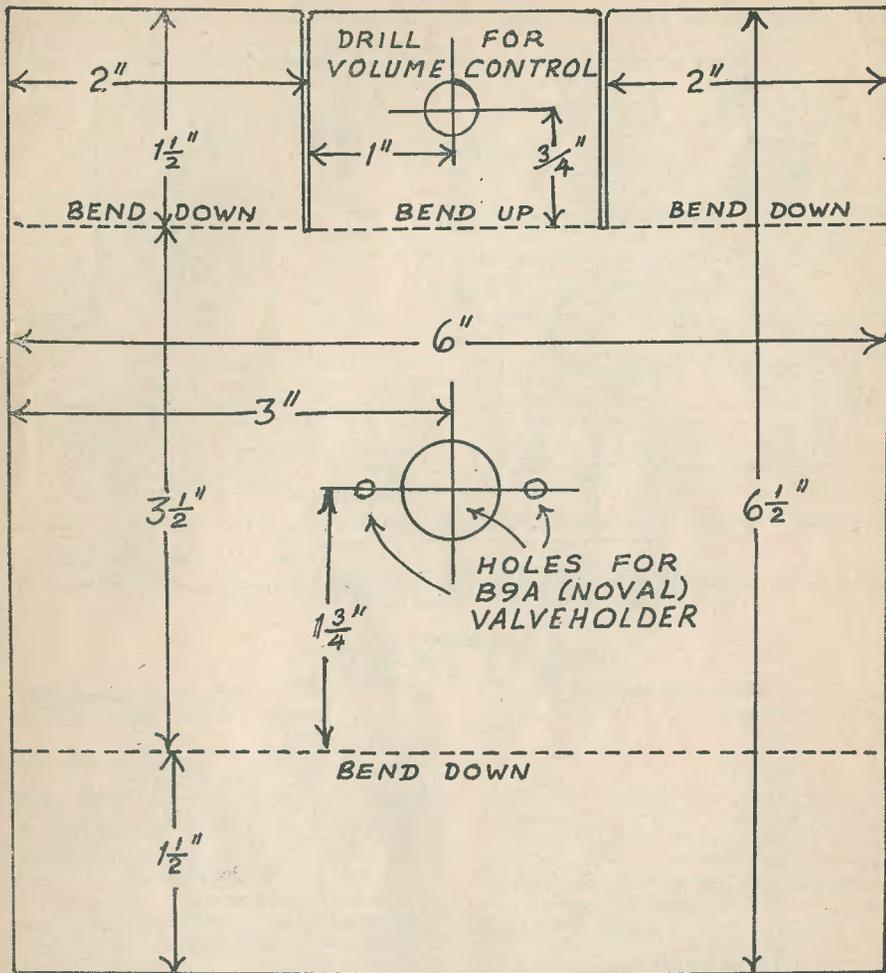 DRILL FOR
VOLUME CONTROL
2"
2"
1½"
1"
¾"
BEND DOWN
BEND UP
BEND DOWN
6"
3"
3½"
6½"
HOLES FOR
B9A (NOVAL)
VALVEHOLDER
1¾"
BEND DOWN
1½"